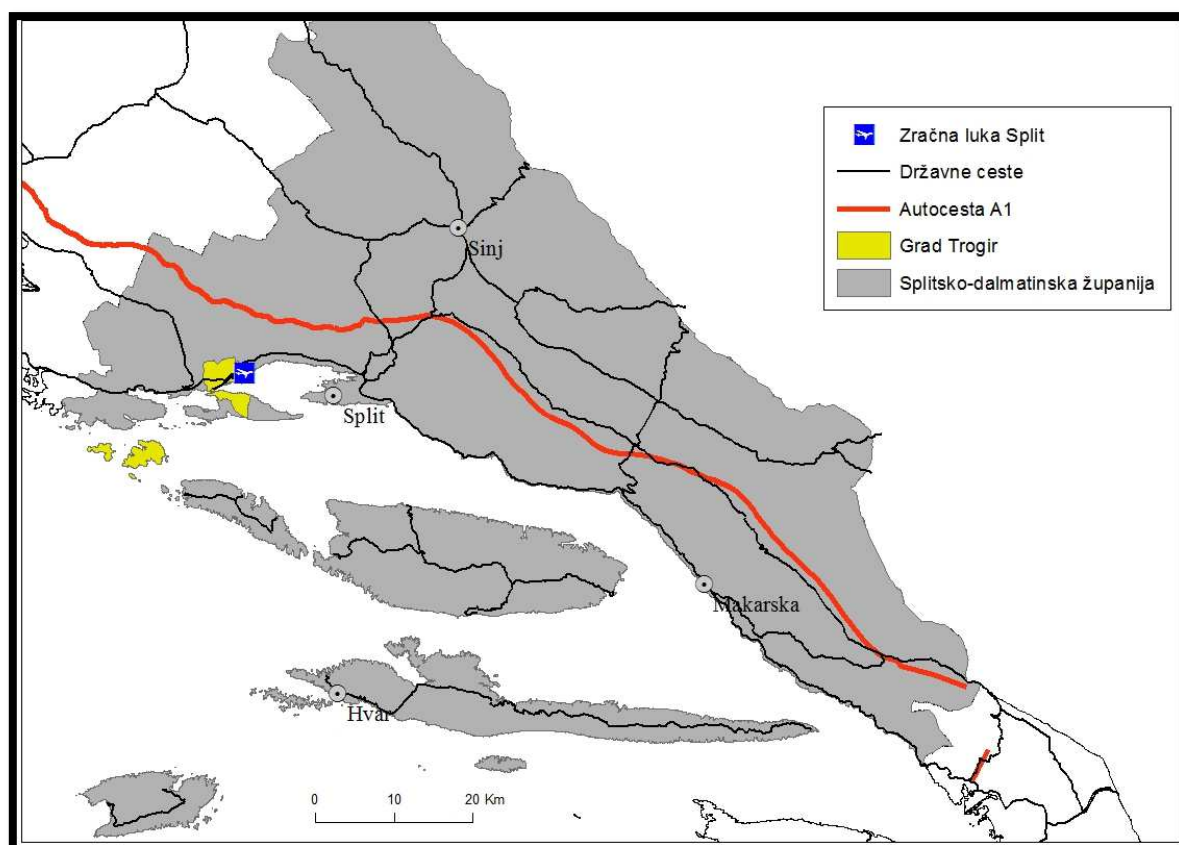 Zračna luka Split
Državne ceste
Autocesta A1
Grad Trogir
Splitsko-dalmatinska županija
Sinj
Split
Makarska
Hvar
0 10 20 Km